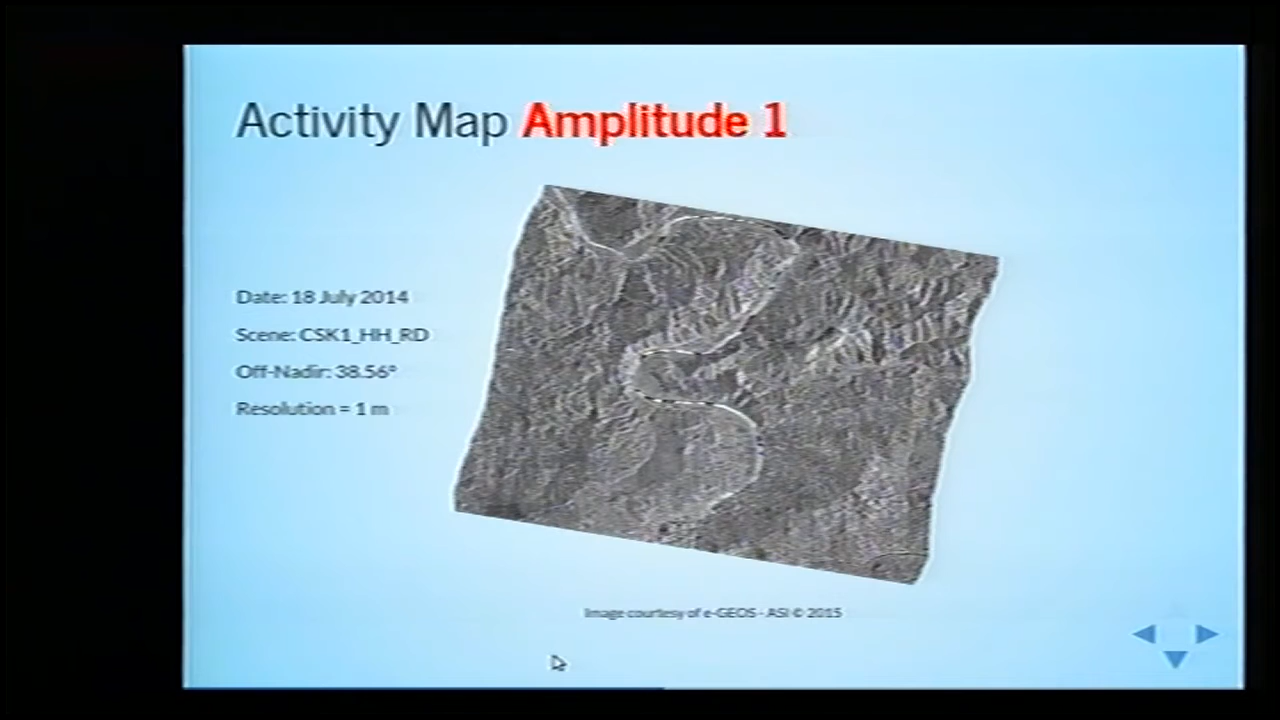 Activity Map Amplitude 1
Date: 18 July 2014
Scene: CSK1_HH_RD
Off-Nadir: 38.56°
Resolution = 1 m
Image courtesy of e-GEOS - ASI © 2015